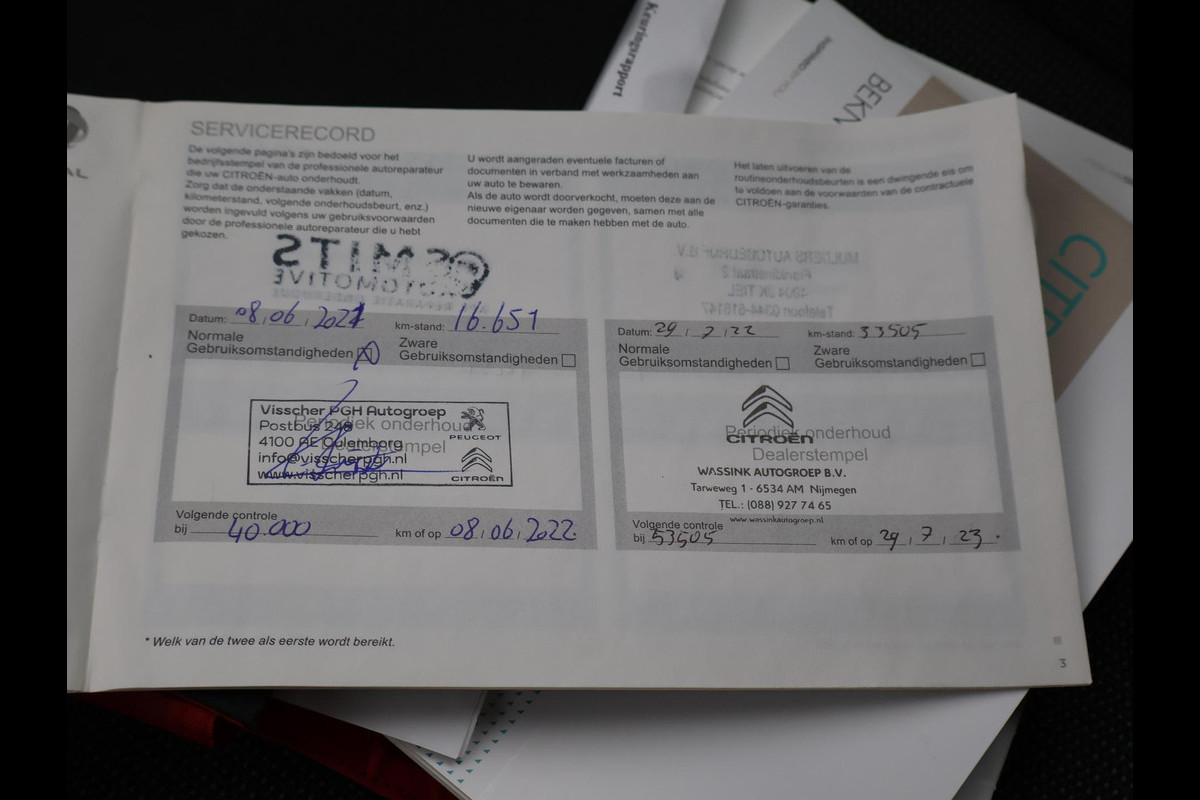 Keuringsrapport
CITR
SERVICERECORD
De volgende pagina's zijn bedoeld voor het
bedrijfsstempel van de professionele autoreparateur
die uw CITROËN-auto onderhoudt.
Zorg dat de onderstaande vakken (datum,
kilometerstand, volgende onderhoudsbeurt, enz.)
worden ingevuld volgens uw gebruiksvoorwaarden
door de professionele autoreparateur die u hebt
gekozen.
U wordt aangeraden eventuele facturen of
documenten in verband met werkzaamheden aan
uw auto te bewaren.
Als de auto wordt doorverkocht, moeten deze aan de
nieuwe eigenaar worden gegeven, samen met alle
documenten die te maken hebben met de auto.
Het laten uitvoeren van de
routineonderhoudsbeurten is een dwingende eis om
te voldoen aan de voorwaarden van de contractuele
CITROËN-garanties.
SMITS
AUTOMOTIVE
MULDERS AUTOBEDRIJF B.V.
Datum: 08, 06, 2021 km-stand: 16.651
Normale
Gebruiksomstandigheden
Zware
Gebruiksomstandigheden
Periodiek onderhoud
Visscher PGH Autogroep
Postbus 246
4100 AE Culemborg
info@visscherpgh.nl
www.visscherpgh.nl
PEUGEOT
CITROËN
Volgende controle
bij 40.000 km of op 08, 06, 2022
Datum: 29, 7, 22 km-stand: 33505
Normale
Gebruiksomstandigheden
Zware
Gebruiksomstandigheden
Periodiek onderhoud
CITROËN
Dealerstempel
WASSINK AUTOGROEP B.V.
Tarweweg 1 - 6534 AM Nijmegen
TEL.: (088) 927 74 65
www.wassinkautogroep.nl
Volgende controle
bij 53505 km of op 29, 7, 23
* Welk van de twee als eerste wordt bereikt.
3